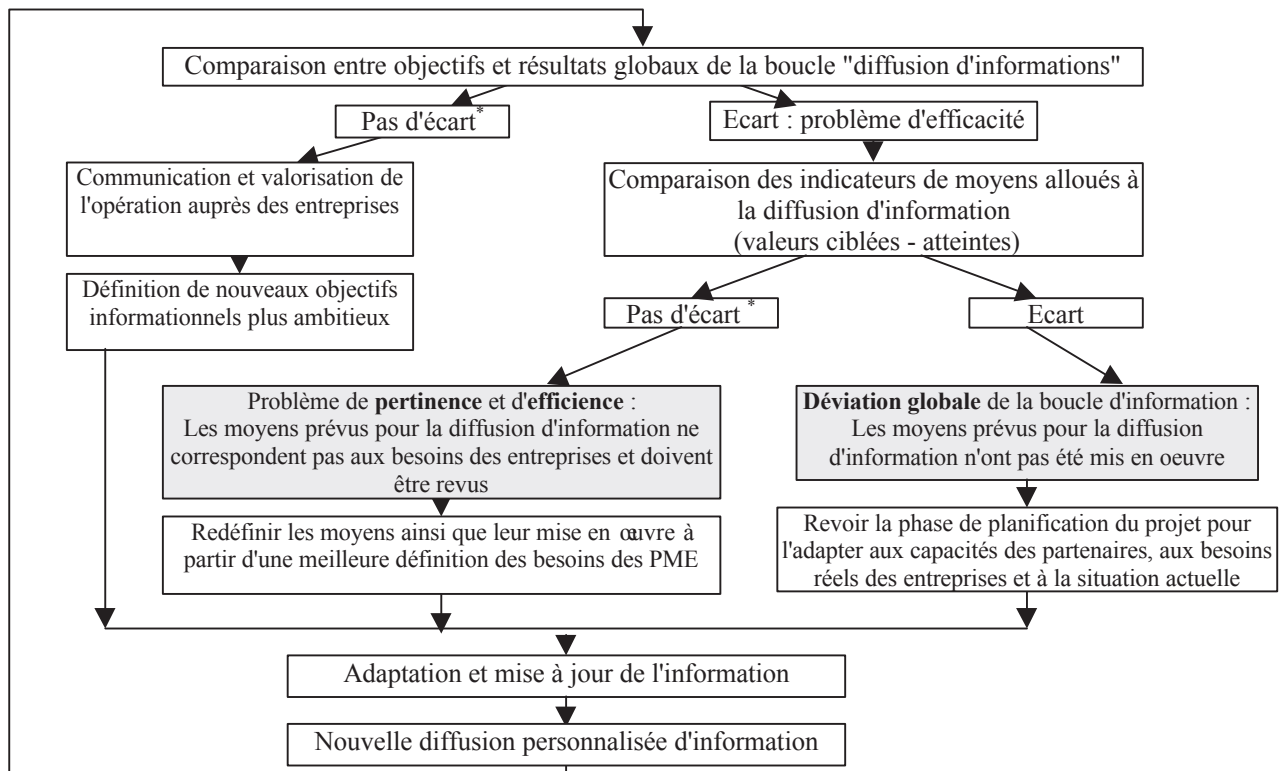 Comparaison entre objectifs et résultats globaux de la boucle "diffusion d'informations"
Pas d'écart*
Ecart : problème d'efficacité
Communication et valorisation de
l'opération auprès des entreprises
Comparaison des indicateurs de moyens alloués à
la diffusion d'information
(valeurs ciblées - atteintes)
Définition de nouveaux objectifs
informationnels plus ambitieux
Pas d'écart *
Ecart
Problème de pertinence et d'efficience :
Les moyens prévus pour la diffusion d'information ne
correspondent pas aux besoins des entreprises et doivent
être revus
Déviation globale de la boucle d'information :
Les moyens prévus pour la diffusion
d'information n'ont pas été mis en oeuvre
Redéfinir les moyens ainsi que leur mise en œuvre à
partir d'une meilleure définition des besoins des PME
Revoir la phase de planification du projet pour
l'adapter aux capacités des partenaires, aux besoins
réels des entreprises et à la situation actuelle
Adaptation et mise à jour de l'information
Nouvelle diffusion personnalisée d'information